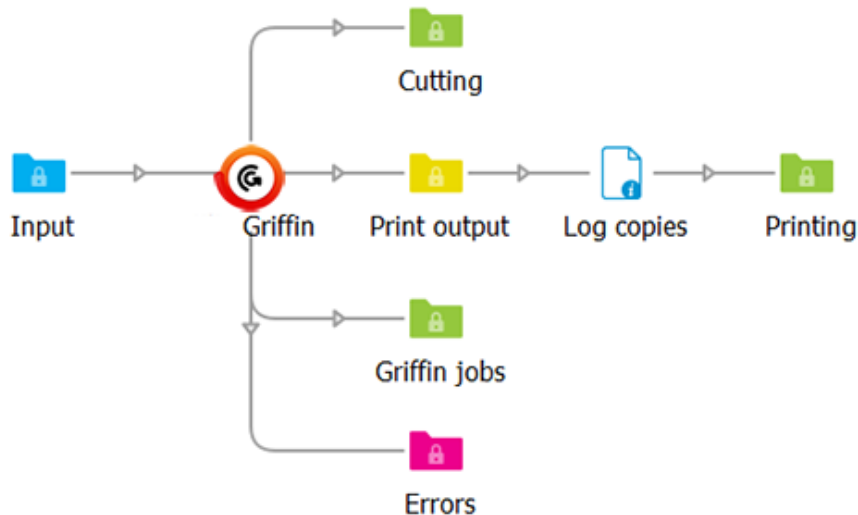 Cutting
Input
Griffin
Print output
Log copies
Printing
Griffin jobs
Errors